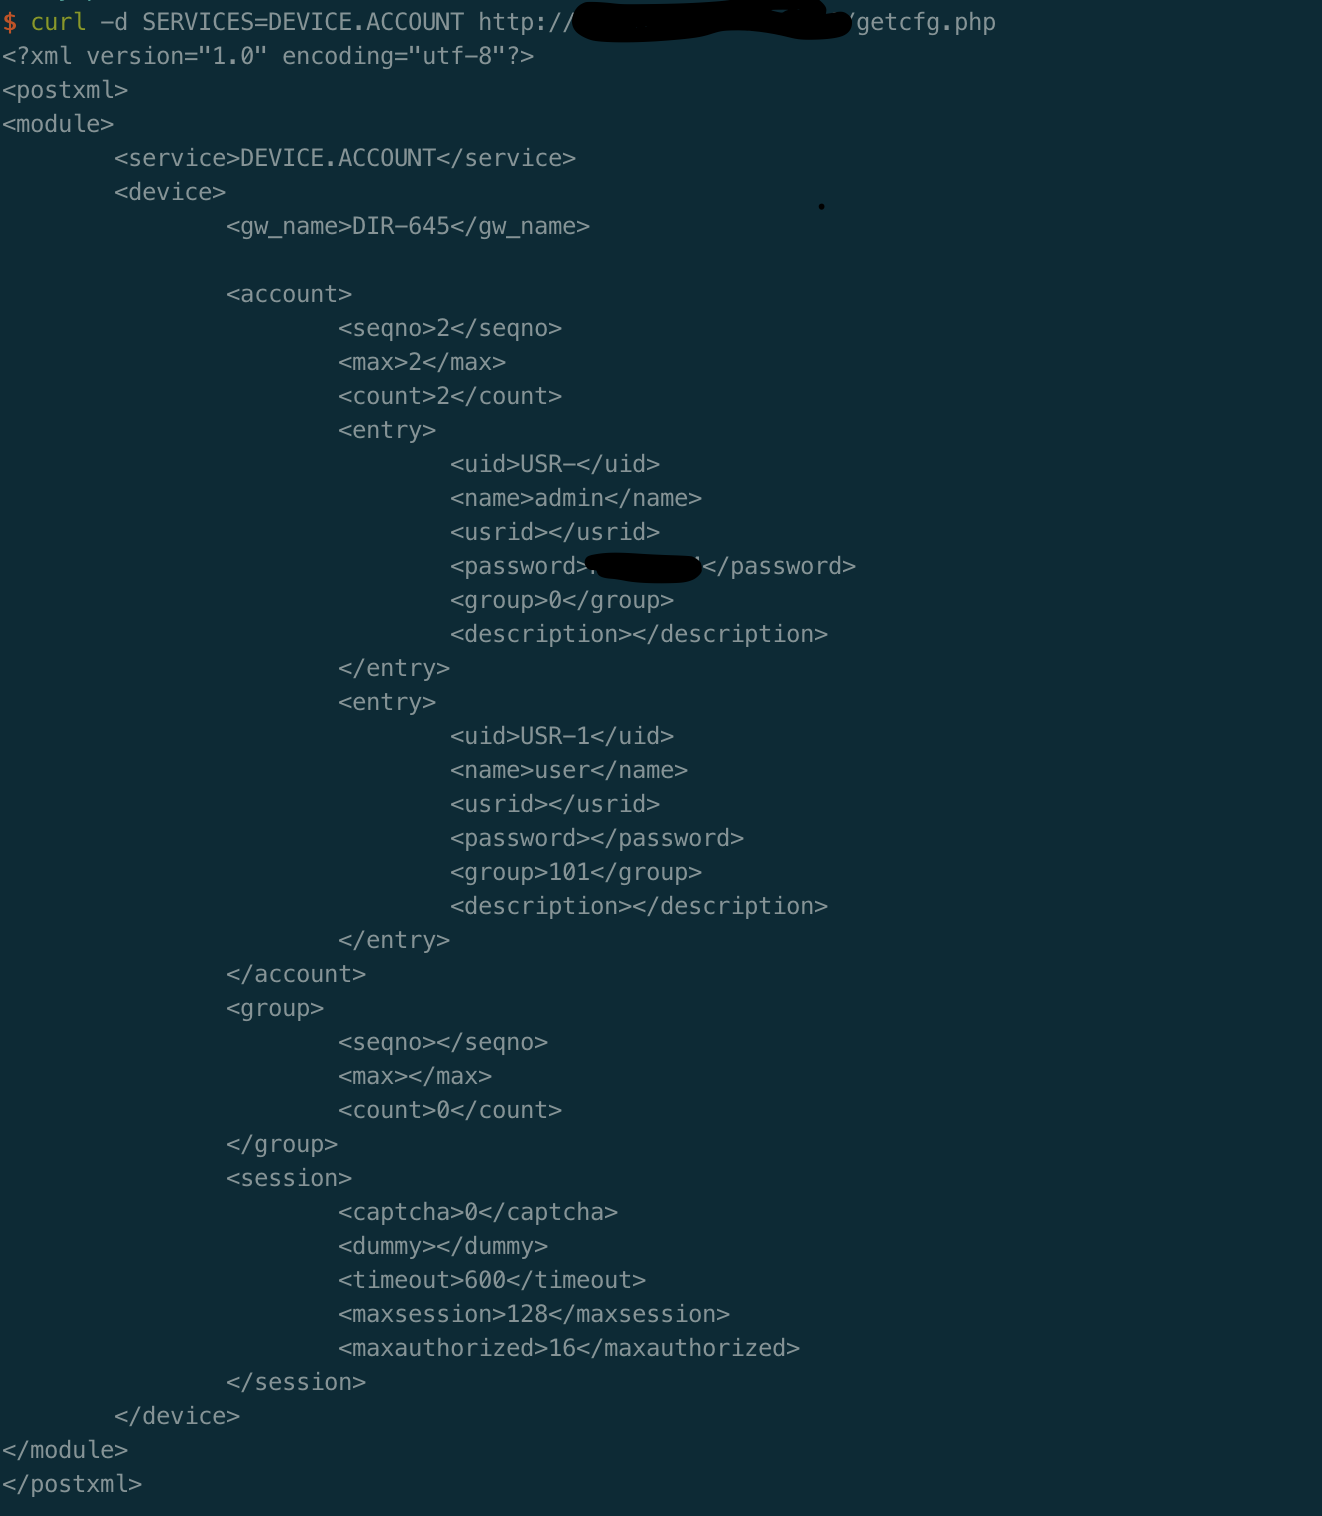 $ curl -d SERVICES=DEVICE.ACCOUNT http:// /getcfg.php
<?xml version="1.0" encoding="utf-8"?>
<postxml>
<module>
<service>DEVICE.ACCOUNT</service>
<device>
<gw_name>DIR-645</gw_name>
<account>
<seqno>2</seqno>
<max>2</max>
<count>2</count>
<entry>
<uid>USR-</uid>
<name>admin</name>
<usrid></usrid>
<password> </password>
<group>0</group>
<description></description>
</entry>
<entry>
<uid>USR-1</uid>
<name>user</name>
<usrid></usrid>
<password></password>
<group>101</group>
<description></description>
</entry>
</account>
<group>
<seqno></seqno>
<max></max>
<count>0</count>
</group>
<session>
<captcha>0</captcha>
<dummy></dummy>
<timeout>600</timeout>
<maxsession>128</maxsession>
<maxauthorized>16</maxauthorized>
</session>
</device>
</module>
</postxml>